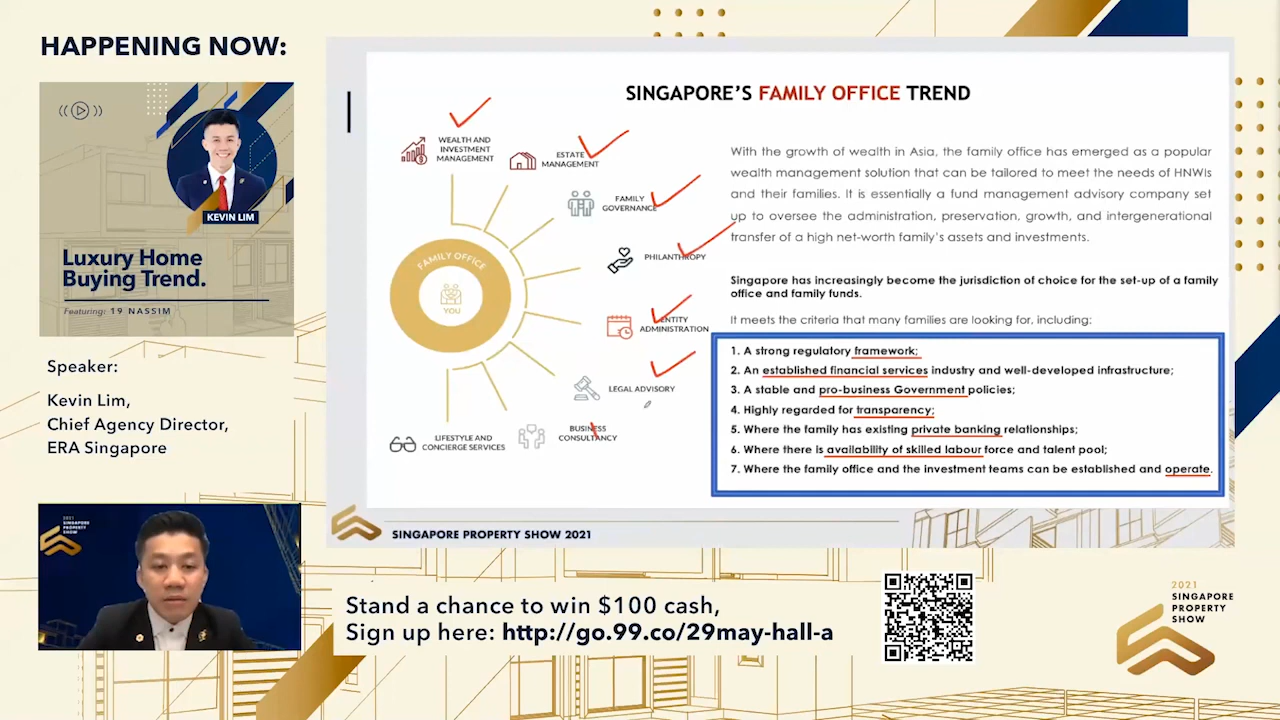 HAPPENING NOW:
KEVIN LIM
Luxury Home
Buying Trend.
Featuring: 19 NASSIM
Speaker:
Kevin Lim,
Chief Agency Director,
ERA Singapore
2021
SINGAPORE
PROPERTY
SHOW
SINGAPORE'S FAMILY OFFICE TREND
WEALTH AND
INVESTMENT
MANAGEMENT
ESTATE
MANAGEMENT
FAMILY
GOVERNANCE
PHILANTHROPY
ENTITY
ADMINISTRATION
LEGAL ADVISORY
BUSINESS
CONSULTANCY
LIFESTYLE AND
CONCIERGE SERVICES
FAMILY OFFICE
YOU
With the growth of wealth in Asia, the family office has emerged as a popular
wealth management solution that can be tailored to meet the needs of HNWIs
and their families. It is essentially a fund management advisory company set
up to oversee the administration, preservation, growth, and intergenerational
transfer of a high net-worth family's assets and investments.
Singapore has increasingly become the jurisdiction of choice for the set-up of a family
office and family funds.
It meets the criteria that many families are looking for, including:
1. A strong regulatory framework;
2. An established financial services industry and well-developed infrastructure;
3. A stable and pro-business Government policies;
4. Highly regarded for transparency;
5. Where the family has existing private banking relationships;
6. Where there is availability of skilled labour force and talent pool;
7. Where the family office and the investment teams can be established and operate.
SINGAPORE PROPERTY SHOW 2021
Stand a chance to win $100 cash,
Sign up here: http://go.99.co/29may-hall-a
2021
SINGAPORE
PROPERTY
SHOW